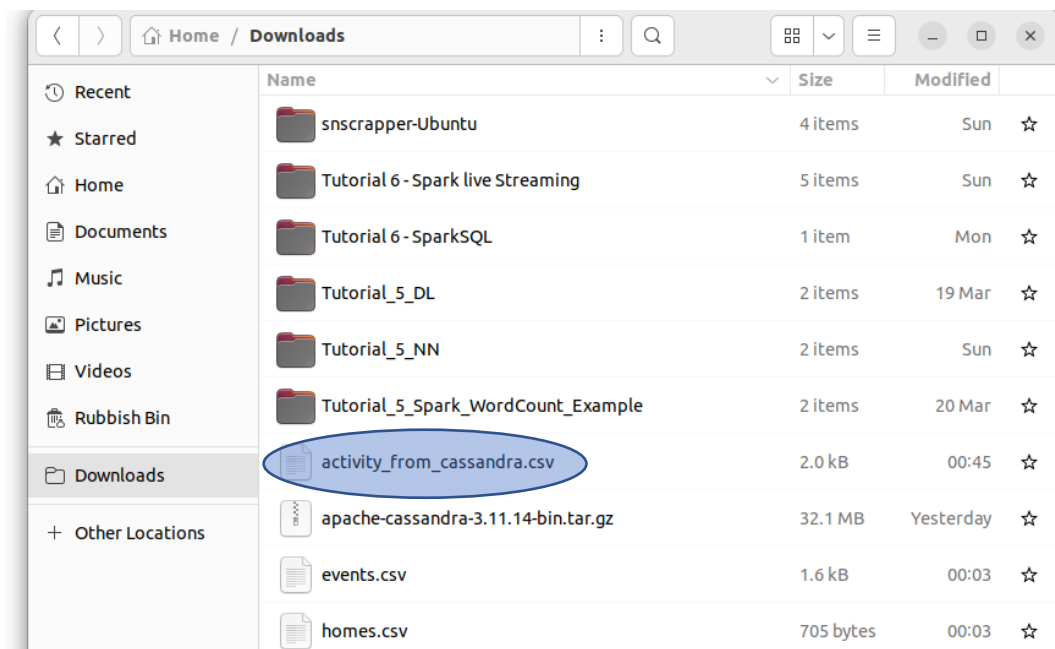 Home / Downloads
Name Size Modified
Recent
Starred
Home
Documents
Music
Pictures
Videos
Rubbish Bin
Downloads
+ Other Locations
snscrapper-Ubuntu 4 items Sun
Tutorial 6 - Spark live Streaming 5 items Sun
Tutorial 6 - SparkSQL 1 item Mon
Tutorial_5_DL 2 items 19 Mar
Tutorial_5_NN 2 items Sun
Tutorial_5_Spark_WordCount_Example 2 items 20 Mar
activity_from_cassandra.csv 2.0 kB 00:45
apache-cassandra-3.11.14-bin.tar.gz 32.1 MB Yesterday
events.csv 1.6 kB 00:03
homes.csv 705 bytes 00:03